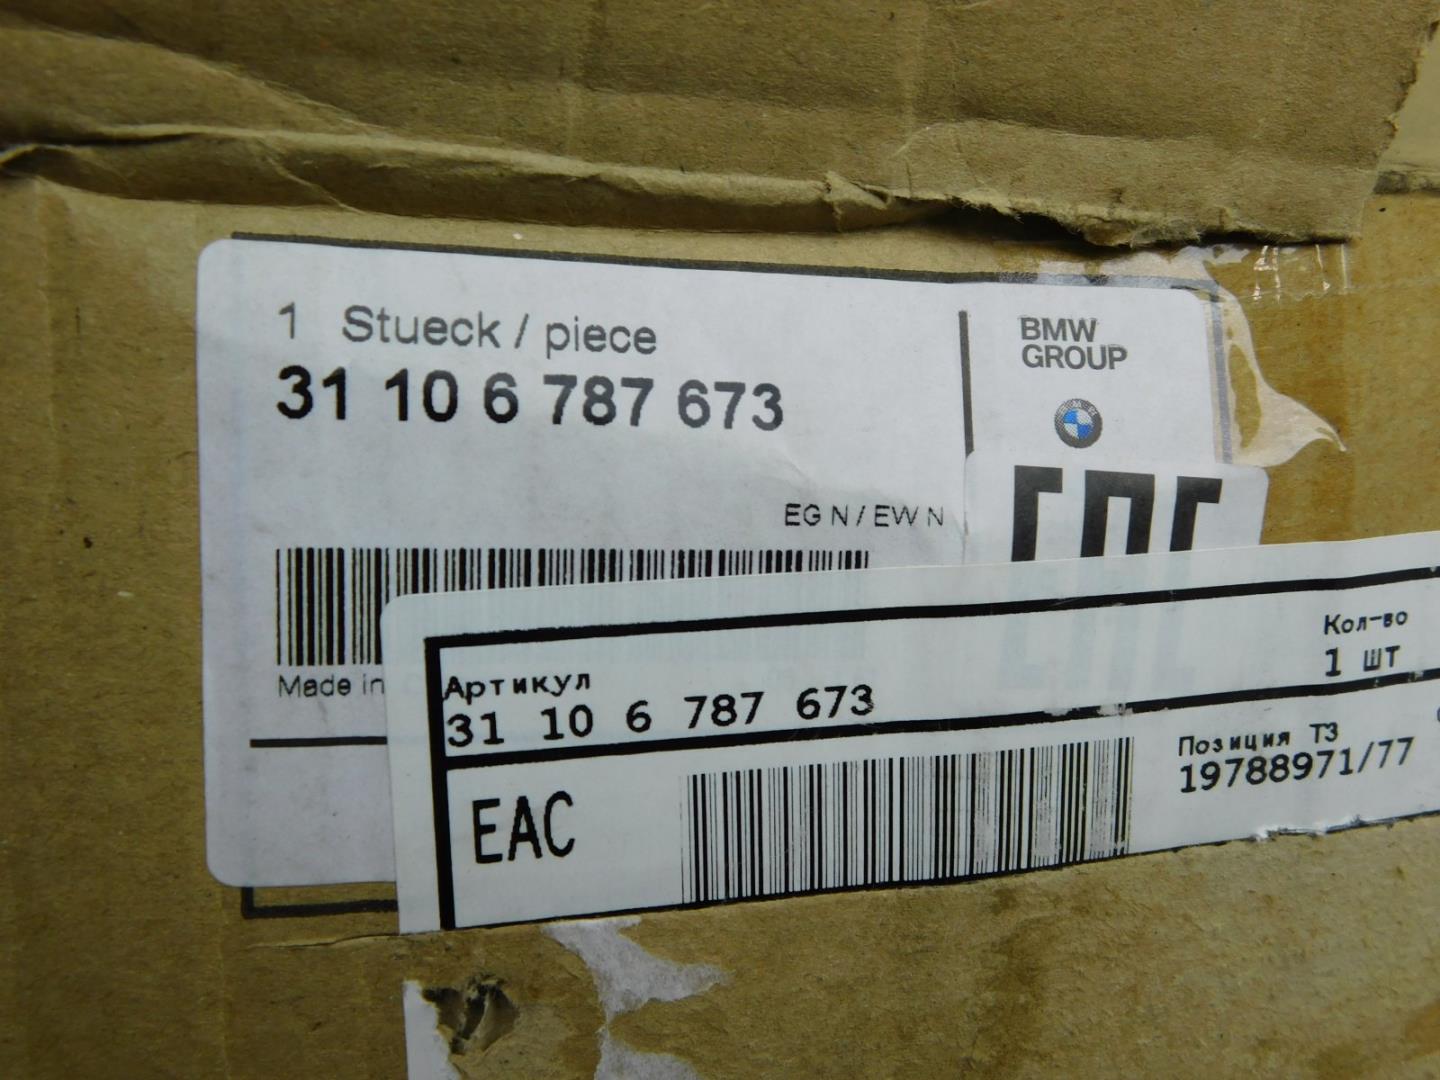 1 Stueck / piece
31 10 6 787 673
BMW
GROUP
EG N / EW N
Made in
Артикул
31 10 6 787 673
Кол-во
1 шт
EAC
Позиция ТЗ
19788971/77